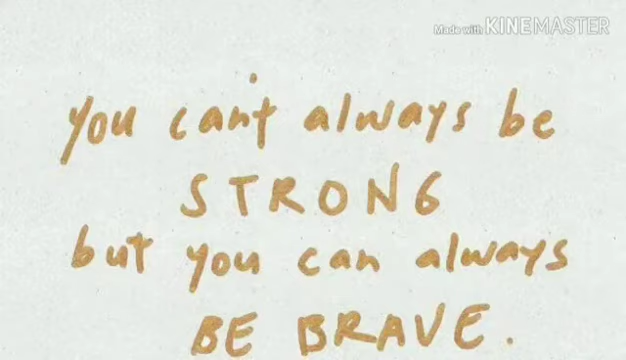 Made with KINEMASTER
you can't always be
STRONG
but you can always
BE BRAVE.